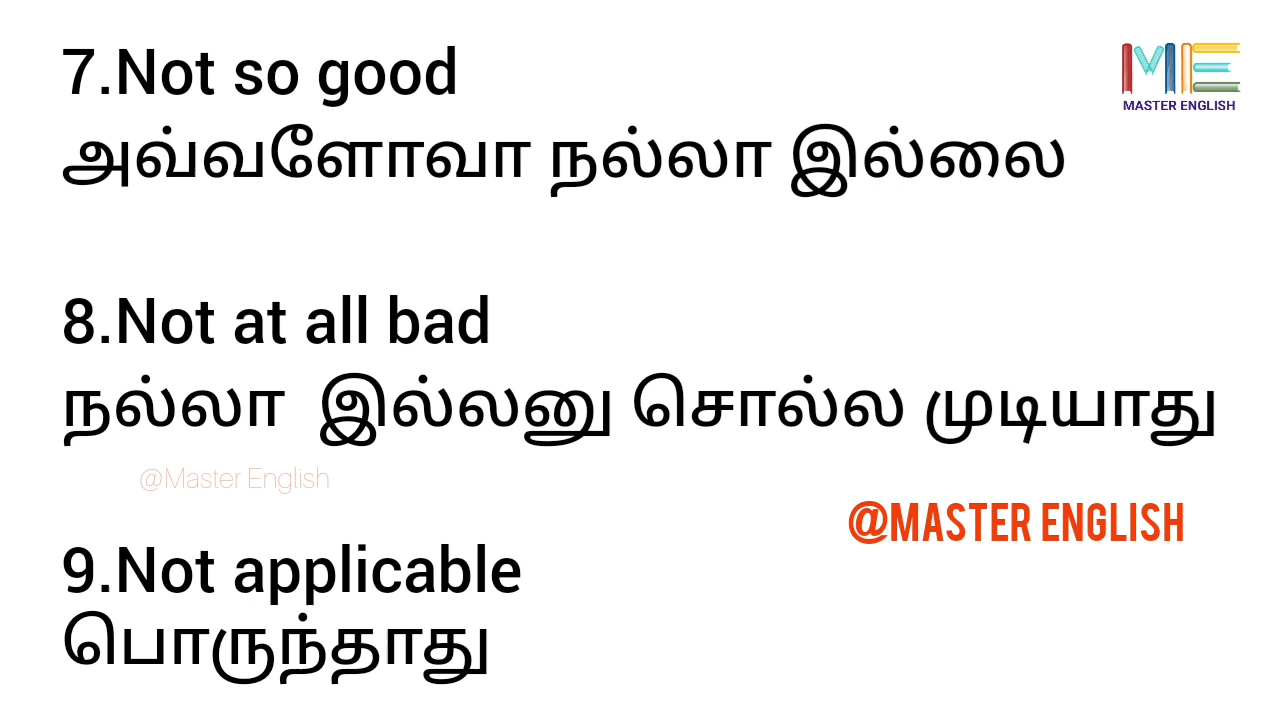 7.Not so good
ME
MASTER ENGLISH
அவ்வளோவா நல்லா இல்லை
8.Not at all bad
நல்லா இல்லனு சொல்ல முடியாது
@Master English
@MASTER ENGLISH
9.Not applicable
பொருந்தாது